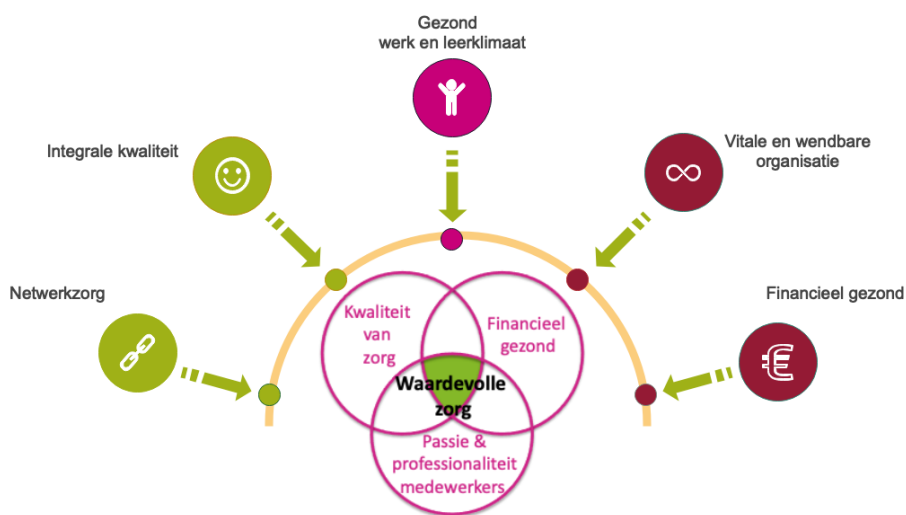 Gezond
werk en leerklimaat
Integrale kwaliteit
Vitale en wendbare
organisatie
Netwerkzorg
Financieel gezond
Kwaliteit
van
zorg
Financieel
gezond
Waardevolle
zorg
Passie &
professionaliteit
medewerkers